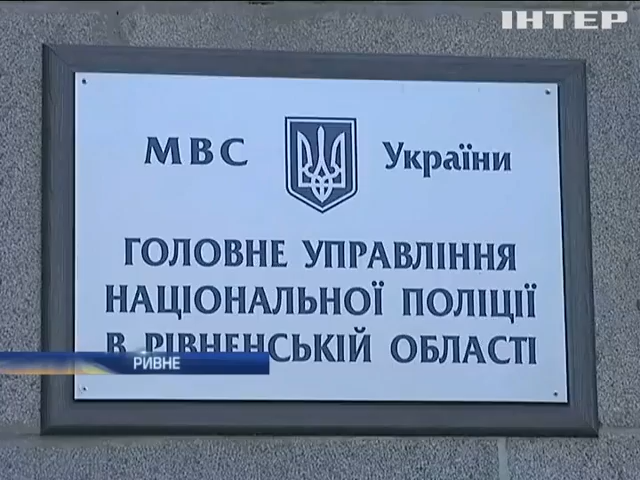 ІНТЕР
МВС України
ГОЛОВНЕ УПРАВЛІННЯ
НАЦІОНАЛЬНОЇ ПОЛІЦІЇ
В РІВНЕНСЬКІЙ ОБЛАСТІ
РИВНЕ